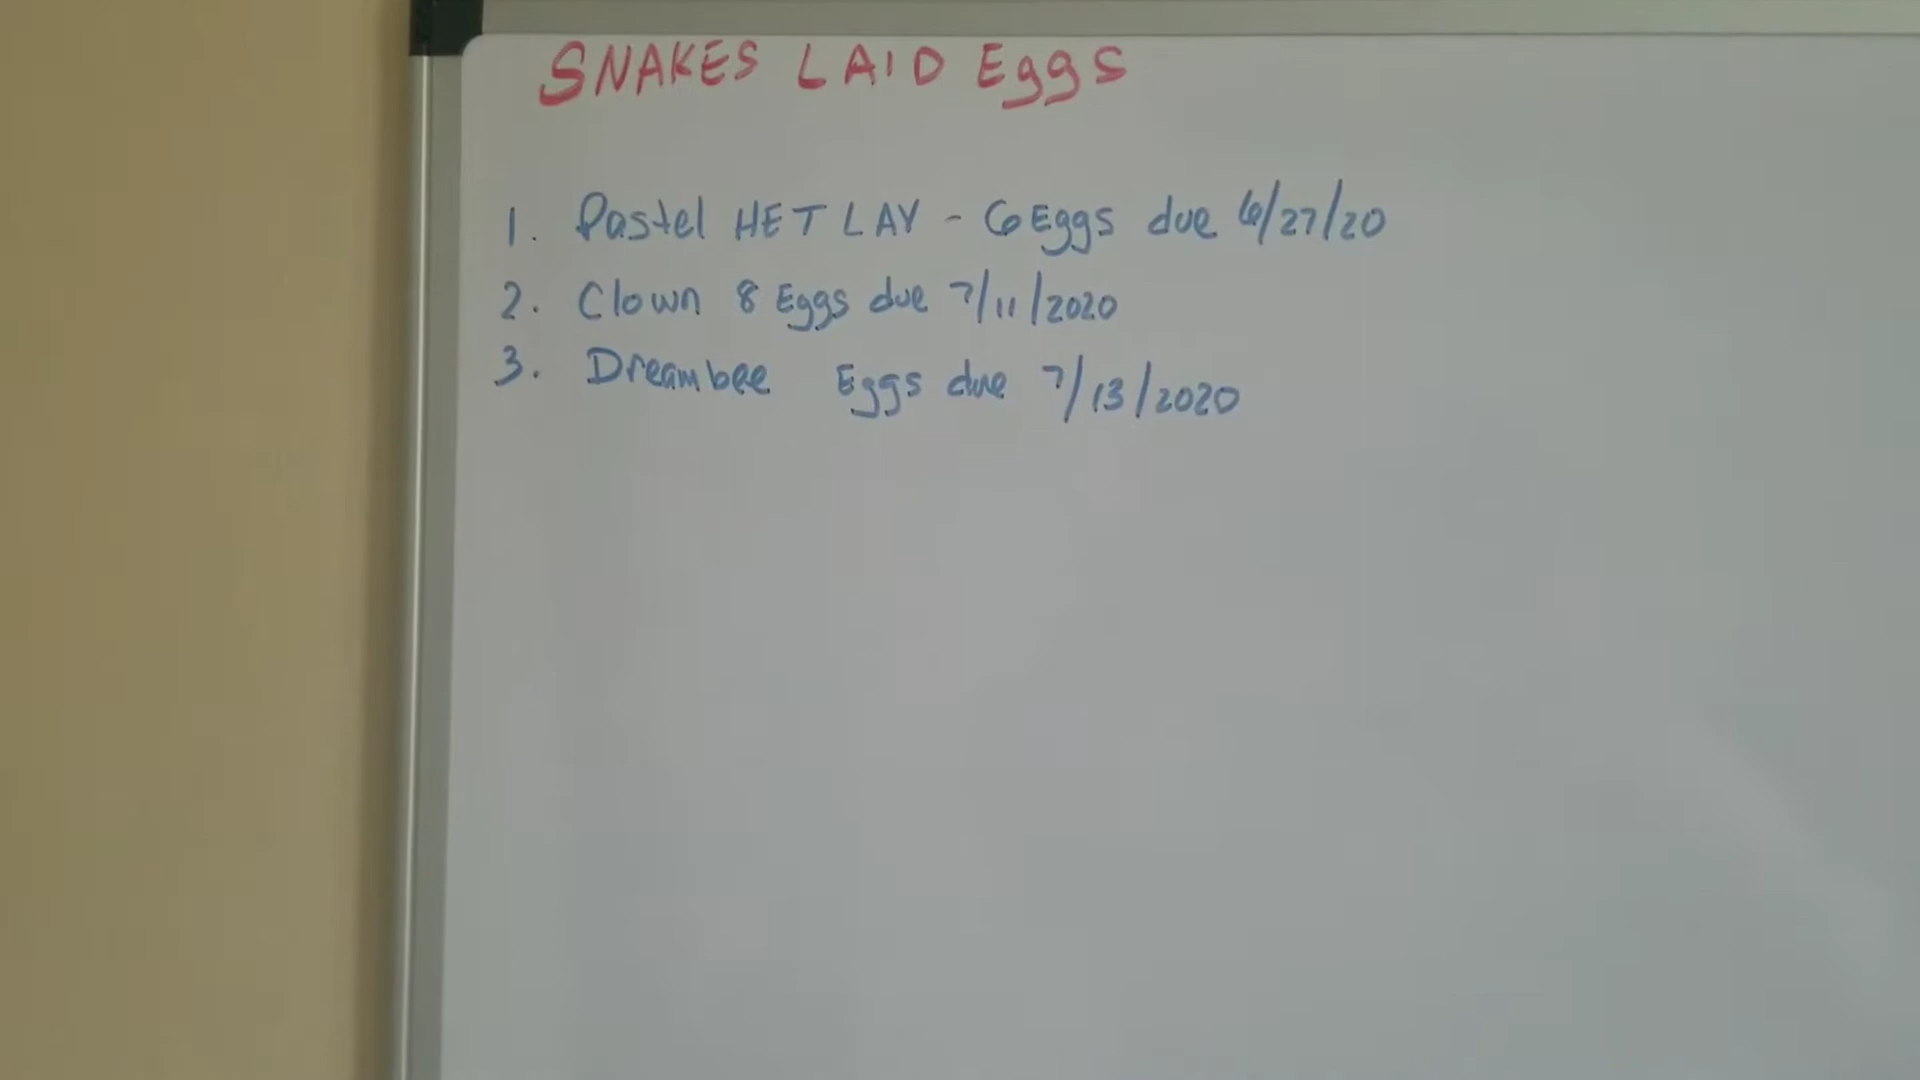 SNAKES LAID Eggs
1. Pastel HET LAV - 6 Eggs due 6/27/20
2. Clown 8 Eggs due 7/11/2020
3. Dreambee Eggs due 7/13/2020